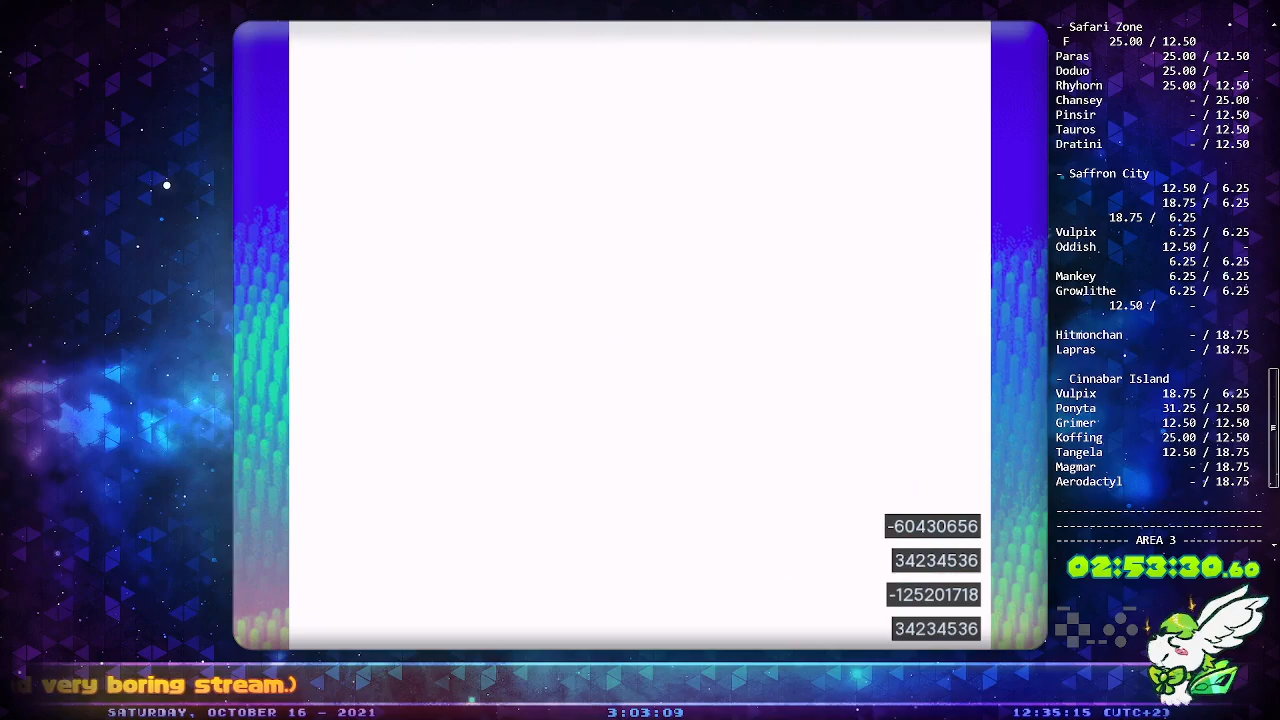 - Safari Zone
F 25.00 / 12.50
Paras 25.00 / 12.50
Doduo 25.00 / -
Rhyhorn 25.00 / 12.50
Chansey - / 25.00
Pinsir - / 12.50
Tauros - / 12.50
Dratini - / 12.50
- Saffron City
12.50 / 6.25
18.75 / 6.25
18.75 / 6.25
Vulpix 6.25 / 6.25
Oddish 12.50 / -
6.25 / 6.25
Mankey 6.25 / 6.25
Growlithe 6.25 / 6.25
12.50 / -
Hitmonchan - / 18.75
Lapras - / 18.75
- Cinnabar Island
Vulpix 18.75 / 6.25
Ponyta 31.25 / 12.50
Grimer 12.50 / 12.50
Koffing 25.00 / 12.50
Tangela 12.50 / 18.75
Magmar - / 18.75
Aerodactyl - / 18.75
---------- AREA 3 -----------
-60430656
34234536
-125201718
34234536
02:53:30.60
E
d very boring stream.)
SATURDAY, OCTOBER 16 - 2021
3:03:09
12:35:15 (UTC+2)